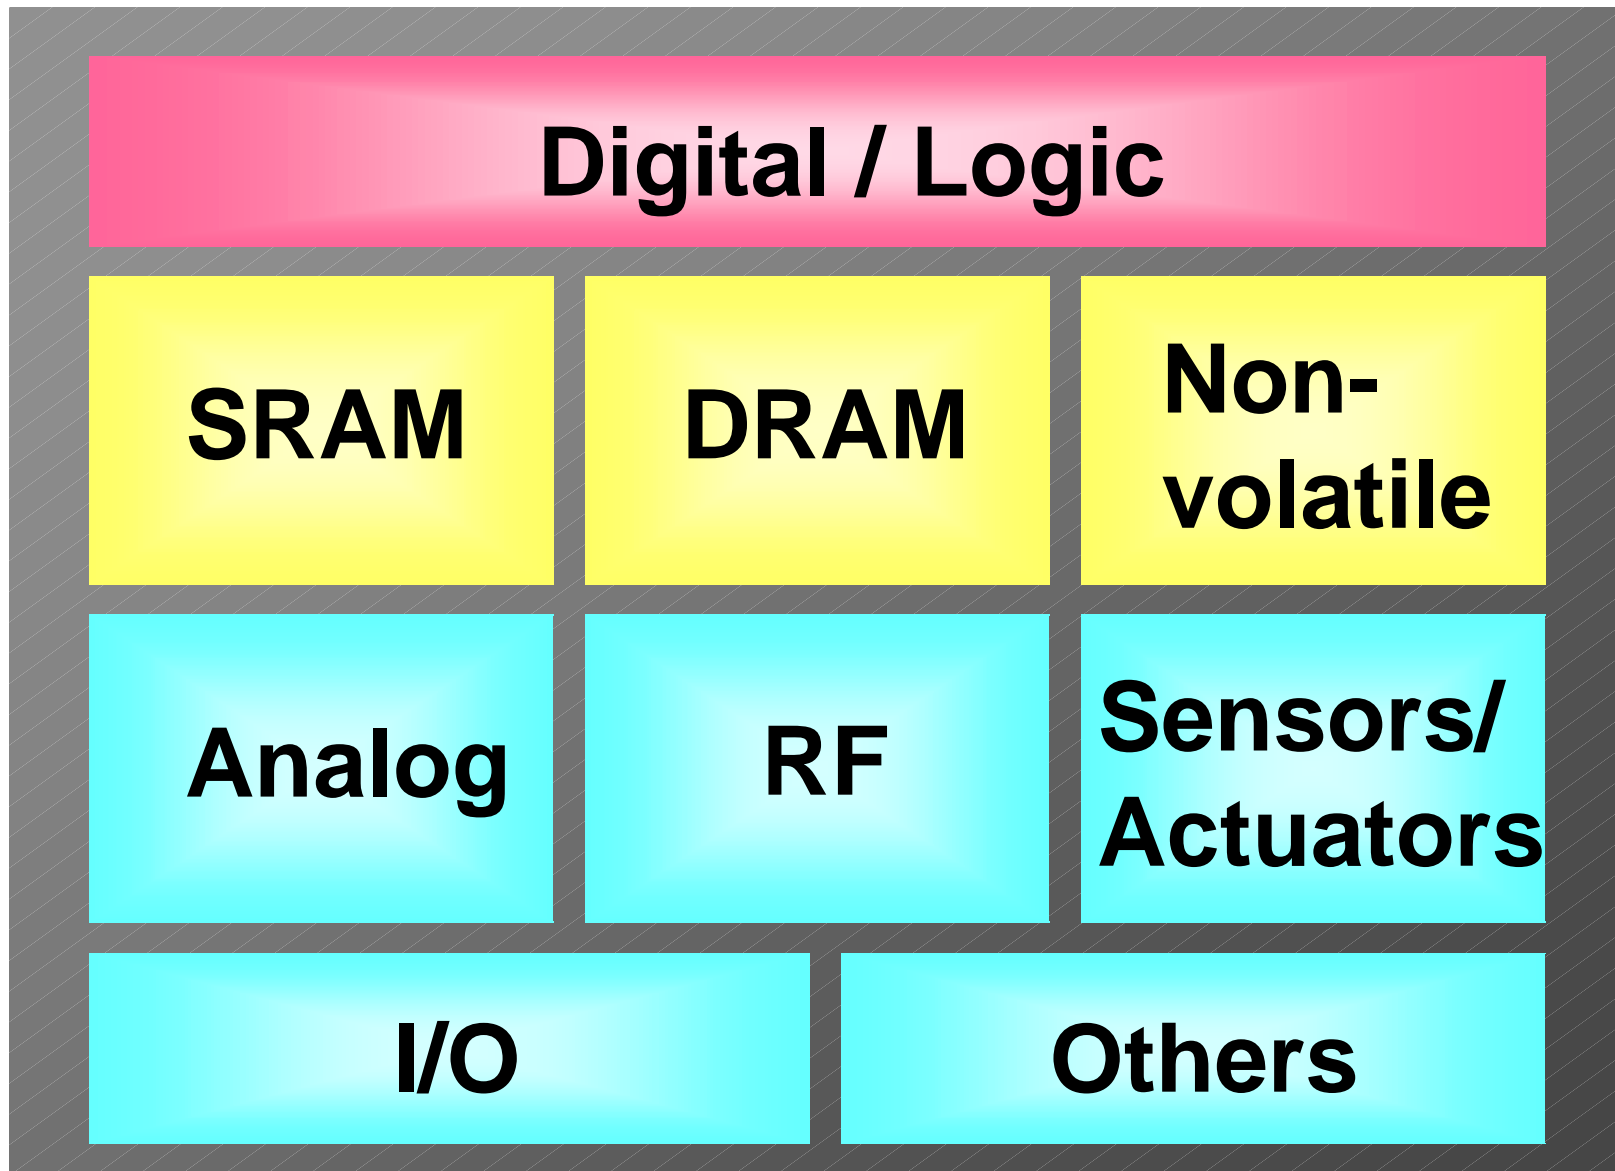 Digital / Logic
SRAM
DRAM
Non-
volatile
Analog
RF
Sensors/
Actuators
I/O
Others